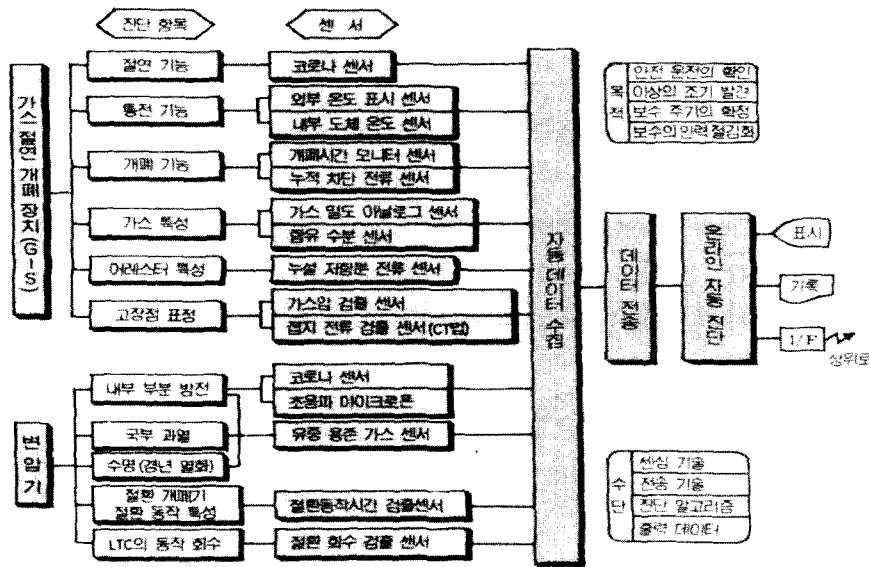 진단 항목
센 서
가스 절연 개폐 장치(GIS)
절연 기능
코로나 센서
통전 기능
외부 온도 표시 센서
내부 도체 온도 센서
개폐 기능
개폐시간 모니터 센서
누적 차단 전류 센서
가스 특성
가스 밀도 아날로그 센서
함유 수분 센서
어레스터 특성
누설 저항분 전류 센서
고장점 표정
가스압 검출 센서
접지 전류 검출 센서(CT법)
변압기
내부 부분 방전
코로나 센서
초음파 마이크로폰
국부 과열
유중 용존 가스 센서
수명(경년 열화)
절환 개폐기
절환 동작 특성
절환동작시간 검출센서
LTC의 동작 회수
절환 회수 검출 센서
자동 데이터 수집
데이터 전송
온라인 자동 진단
표시
기록
I/F
상위로
목적
안전 운전의 확인
이상의 조기 발견
보수 주기의 확정
보수의 인력 절감화
수단
센싱 기술
전송 기술
진단 알고리즘
출력 데이터